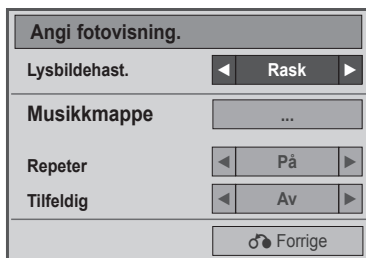 Angi fotovisning.
Lysbildehast. ◄ Rask ►
Musikkmappe ...
Repeter ◄ På ►
Tilfeldig ◄ Av ►
Forrige